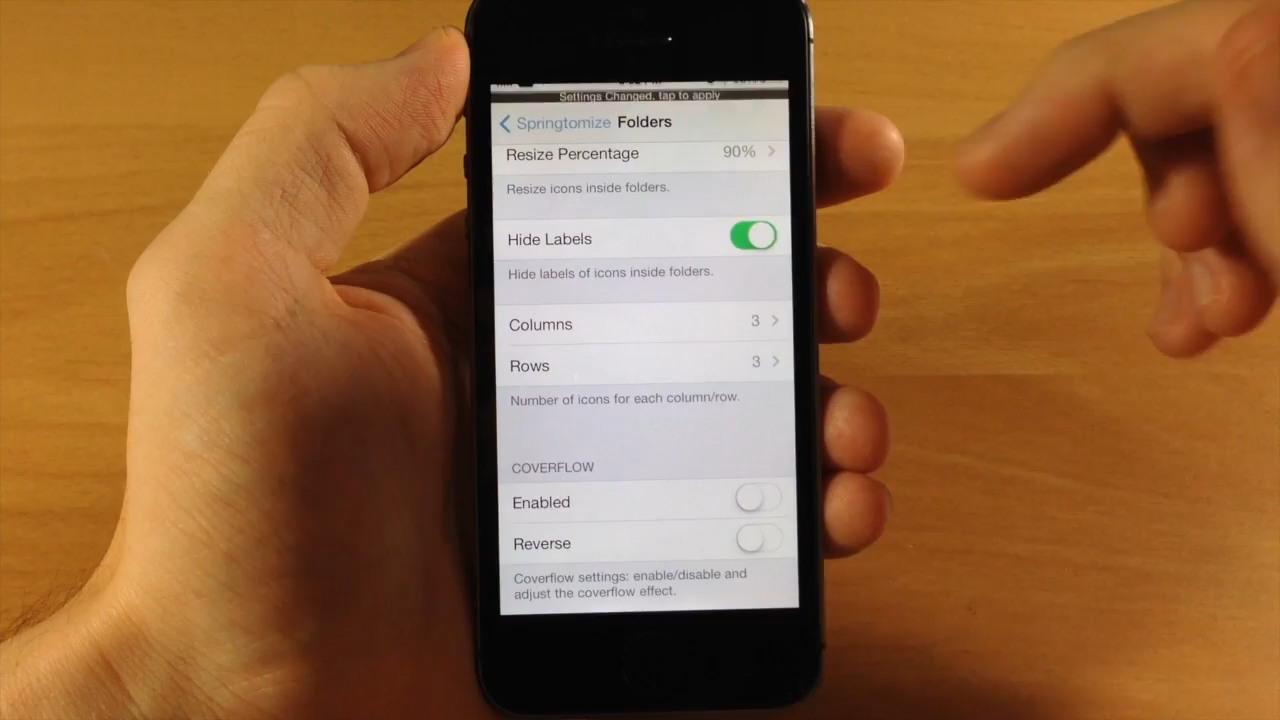 Settings Changed, tap to apply
Springtomize Folders
Resize Percentage 90%
Resize icons inside folders.
Hide Labels
Hide labels of icons inside folders.
Columns 3
Rows 3
Number of icons for each column/row.
COVERFLOW
Enabled
Reverse
Coverflow settings: enable/disable and
adjust the coverflow effect.